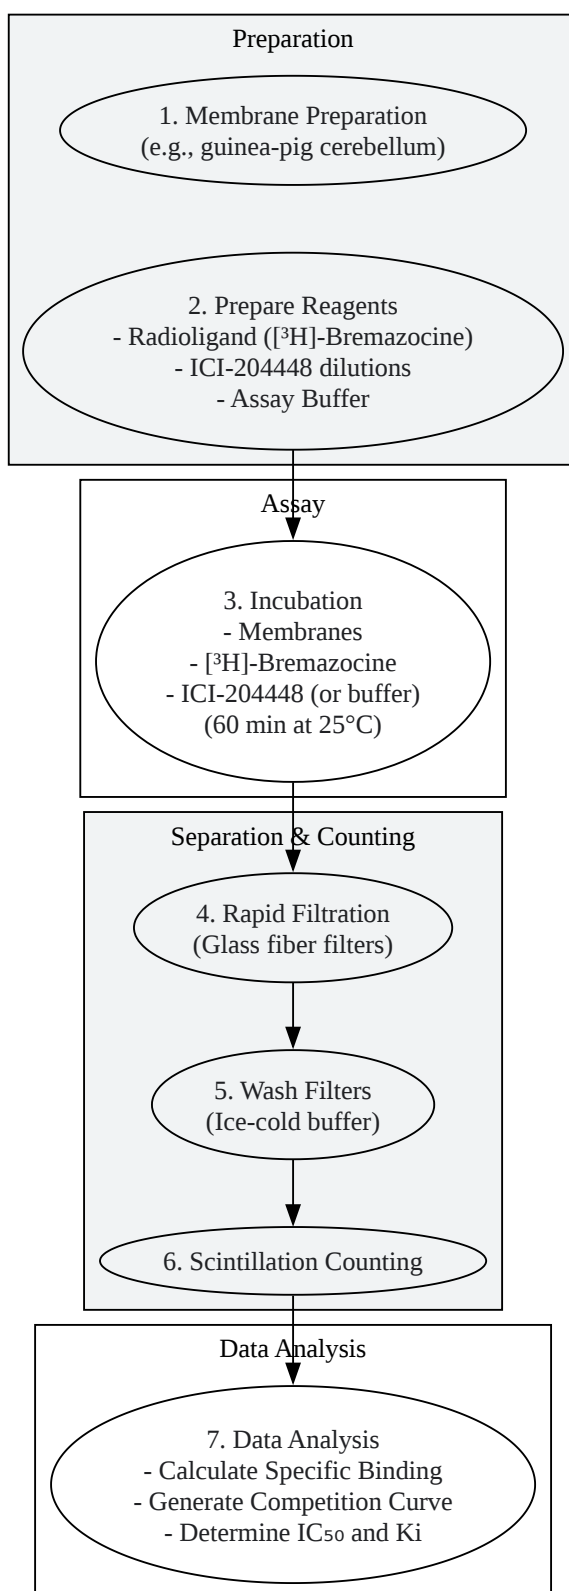 Preparation
1. Membrane Preparation
(e.g., guinea-pig cerebellum)
2. Prepare Reagents
- Radioligand ([³H]-Bremazocine)
- ICI-204448 dilutions
- Assay Buffer
Assay
3. Incubation
- Membranes
- [³H]-Bremazocine
- ICI-204448 (or buffer)
(60 min at 25°C)
Separation & Counting
4. Rapid Filtration
(Glass fiber filters)
5. Wash Filters
(Ice-cold buffer)
6. Scintillation Counting
Data Analysis
7. Data Analysis
- Calculate Specific Binding
- Generate Competition Curve
- Determine IC₅₀ and Ki